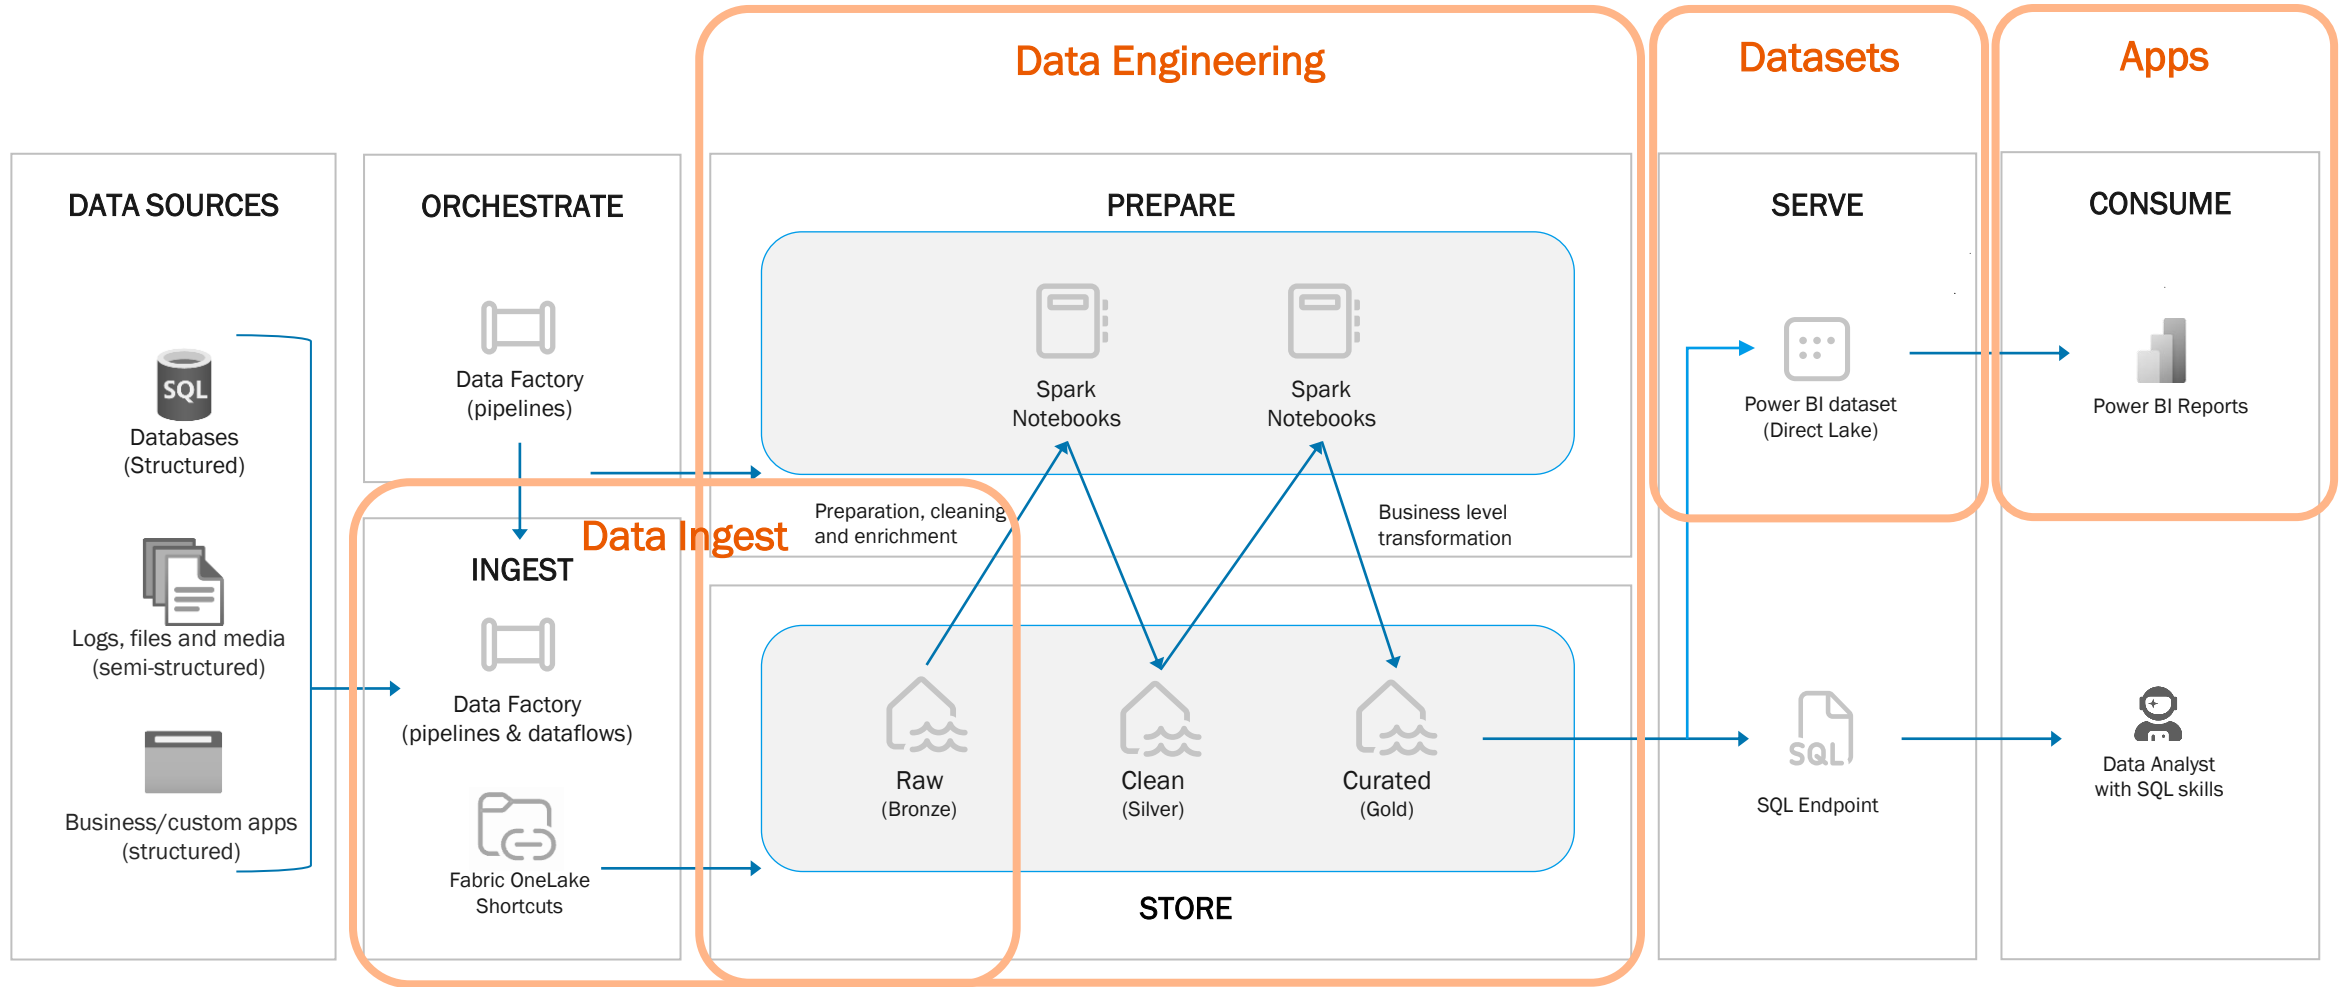 Data Engineering
Datasets
Apps
DATA SOURCES
SQL
Databases
(Structured)
Logs, files and media
(semi-structured)
Business/custom apps
(structured)
ORCHESTRATE
Data Factory
(pipelines)
Data Ingest
INGEST
Data Factory
(pipelines & dataflows)
Fabric OneLake
Shortcuts
PREPARE
Spark
Notebooks
Spark
Notebooks
Preparation, cleaning
and enrichment
Business level
transformation
Raw
(Bronze)
Clean
(Silver)
Curated
(Gold)
STORE
SERVE
Power BI dataset
(Direct Lake)
SQL
SQL Endpoint
CONSUME
Power BI Reports
Data Analyst
with SQL skills